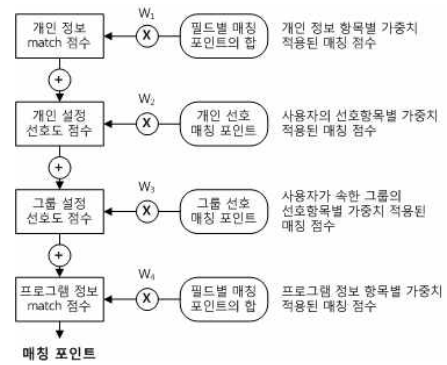 개인 정보
match 점수
W₁
X
필드별 매칭
포인트의 합
개인 정보 항목별 가중치
적용된 매칭 점수
+
개인 설정
선호도 점수
W₂
X
개인 선호
매칭 포인트
사용자의 선호항목별 가중치
적용된 매칭 점수
+
그룹 설정
선호도 점수
W₃
X
그룹 선호
매칭 포인트
사용자가 속한 그룹의
선호항목별 가중치 적용된
매칭 점수
+
프로그램 정보
match 점수
W₄
X
필드별 매칭
포인트의 합
프로그램 정보 항목별 가중치
적용된 매칭 점수
매칭 포인트